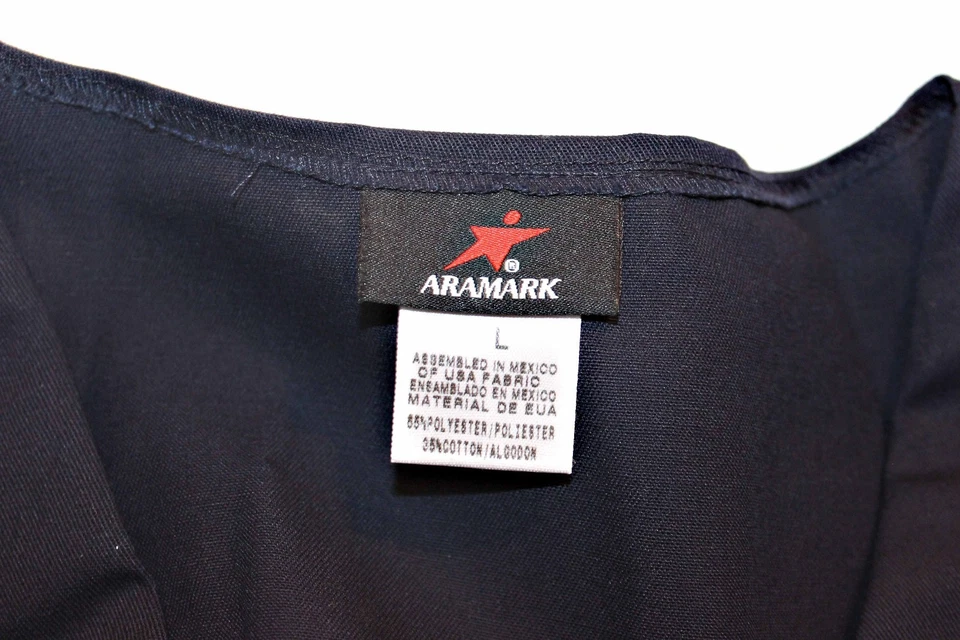 ®
ARAMARK
L
ASSEMBLED IN MEXICO
OF USA FABRIC
ENSAMBLADO EN MEXICO
MATERIAL DE EUA
65%POLYESTER/POLIESTER
35%COTTON/ALGODON